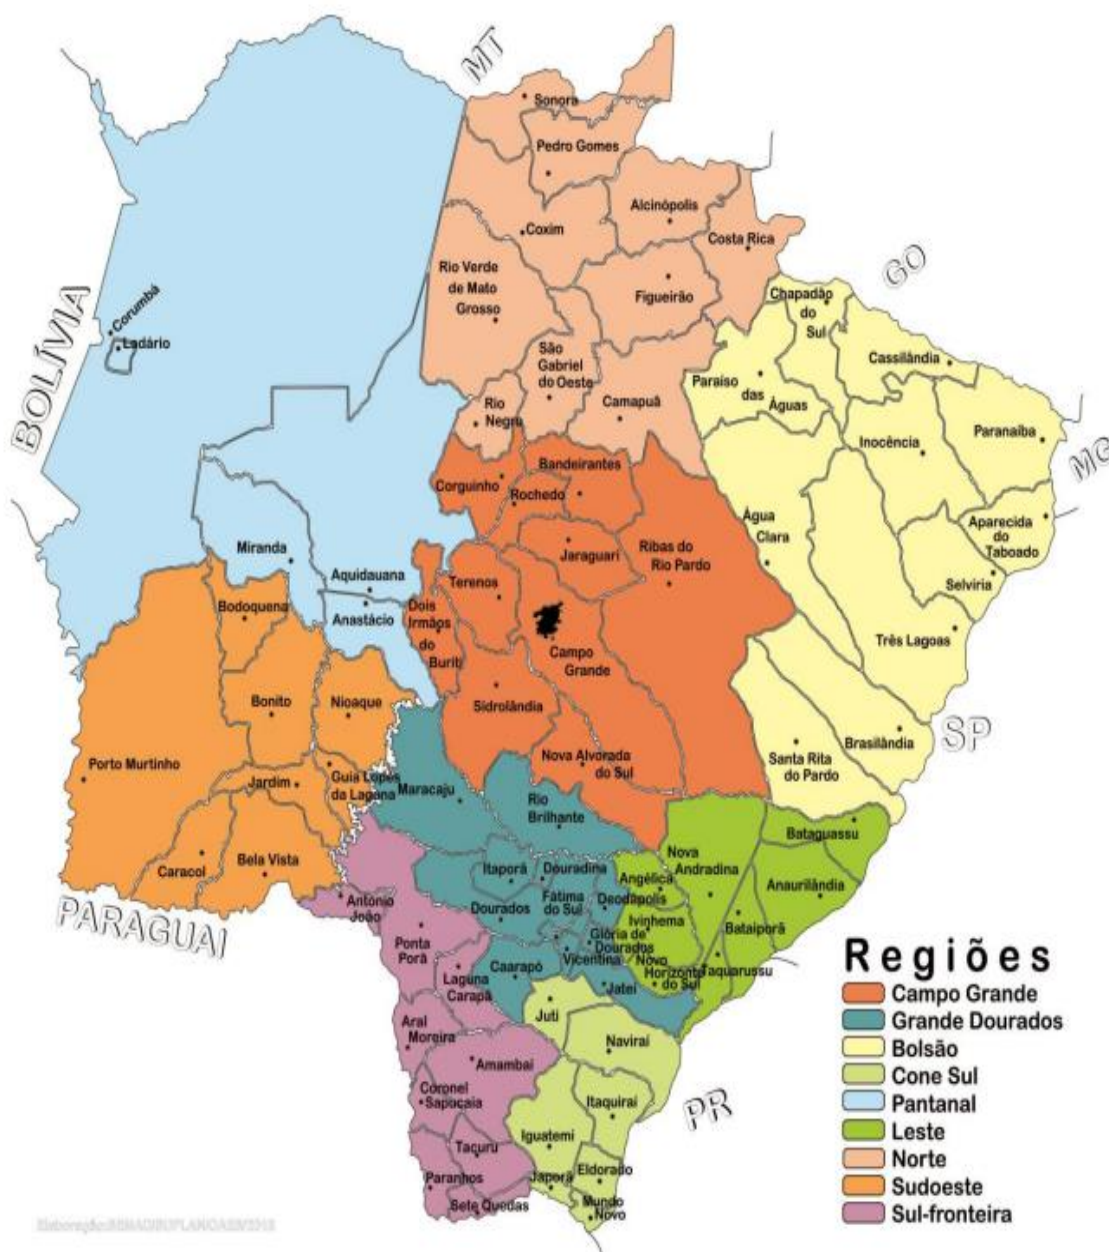 MT
Sonora
Pedro Gomes
Alcinópolis
Coxim
Costa Rica
GO
Rio Verde
de Mato
Grosso
Figueirão
Chapadão
do
Sul
BOLÍVIA
Corumbá
Ladário
São
Gabriel
do Oeste
Cassilândia
Paraíso
das
Águas
Rio
Negro
Camapuã
Inocência
Paranaíba
MG
Bandeirantes
Corguinho
Rochedo
Água
Clara
Aparecida
do
Taboado
Miranda
Jaraguari
Ribas do
Rio Pardo
Aquidauana
Terenos
Selvíria
Bodoquena
Anastácio
Dois
Irmãos
do
Buriti
Três Lagoas
Campo
Grande
Bonito
Nioaque
Sidrolândia
SP
Brasilândia
Santa Rita
do Pardo
Porto Murtinho
Nova Alvorada
do Sul
Jardim
Guia Lopes
da Laguna
Maracaju
Rio
Brilhante
Bataguassu
Caracol
Bela Vista
Itaporã
Douradina
Nova
Andradina
Angélica
Anaurilândia
PARAGUAI
Antônio
João
Dourados
Fátima
do Sul
Deodápolis
Ivinhema
Batalporã
Ponta
Porã
Glória de
Dourados
Vicentina
Novo
Horizonte
do Sul
Taquarussu
Caarapó
Laguna
Carapã
Jateí
Juti
Aral
Moreira
Naviraí
Amambai
Coronel
Sapucaia
Itaquiraí
PR
Iguatemi
Tacuru
Paranhos
Japorã
Eldorado
Sete Quedas
Mundo
Novo
Regiões
Campo Grande
Grande Dourados
Bolsão
Cone Sul
Pantanal
Leste
Norte
Sudoeste
Sul-fronteira